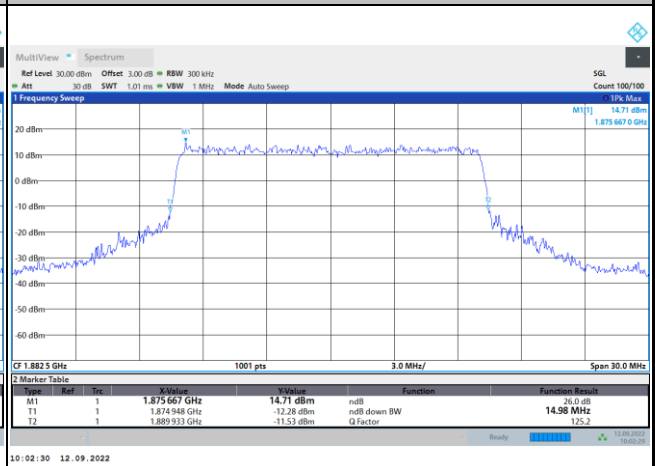 MultiView Spectrum
Ref Level 30.00 dBm Offset 3.00 dB RBW 300 kHz SGL
Att 30 dB SWT 1.01 ms VBW 1 MHz Mode Auto Sweep Count 100/100
1 Frequency Sweep 1Pk Max
M1[1] 14.71 dBm
1.875 667 0 GHz
20 dBm
M1
10 dBm
0 dBm
T1 T2
-10 dBm
-20 dBm
-30 dBm
-40 dBm
-50 dBm
-60 dBm
CF 1.882 5 GHz 1001 pts 3.0 MHz/ Span 30.0 MHz
2 Marker Table
Type Ref Trc X-Value Y-Value Function Function Result
M1 1 1.875 667 GHz 14.71 dBm ndB 26.0 dB
T1 1 1.874 948 GHz -12.28 dBm ndB down BW 14.98 MHz
T2 1 1.889 933 GHz -11.53 dBm Q Factor 125.2
Ready 12.09.2022
10:02:29
10:02:30 12.09.2022